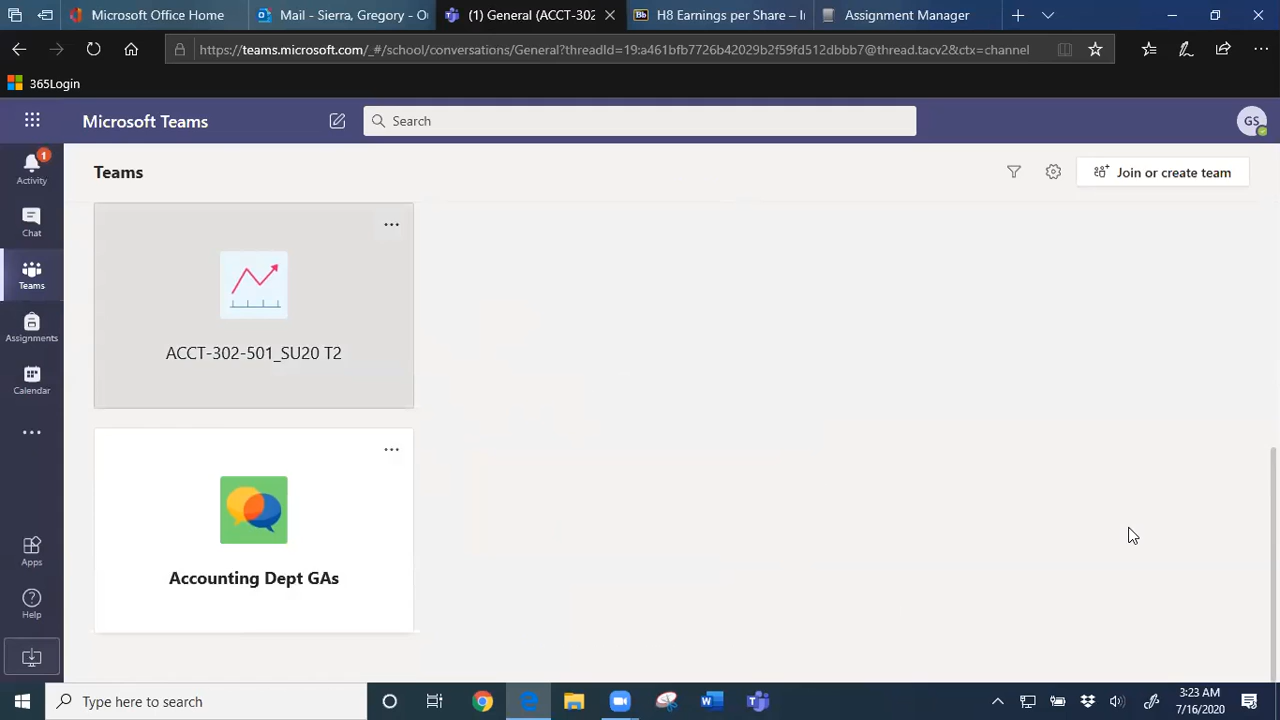 Microsoft Office Home
Mail - Sierra, Gregory - O
(1) General (ACCT-302
H8 Earnings per Share – I
Assignment Manager
https://teams.microsoft.com/_#/school/conversations/General?threadId=19:a461bfb7726b42029b2f59fd512dbbb7@thread.tacv2&ctx=channel
365Login
Microsoft Teams
Search
GS
Activity
1
Chat
Teams
Assignments
Calendar
Apps
Help
Teams
Join or create team
ACCT-302-501_SU20 T2
Accounting Dept GAs
Type here to search
3:23 AM
7/16/2020